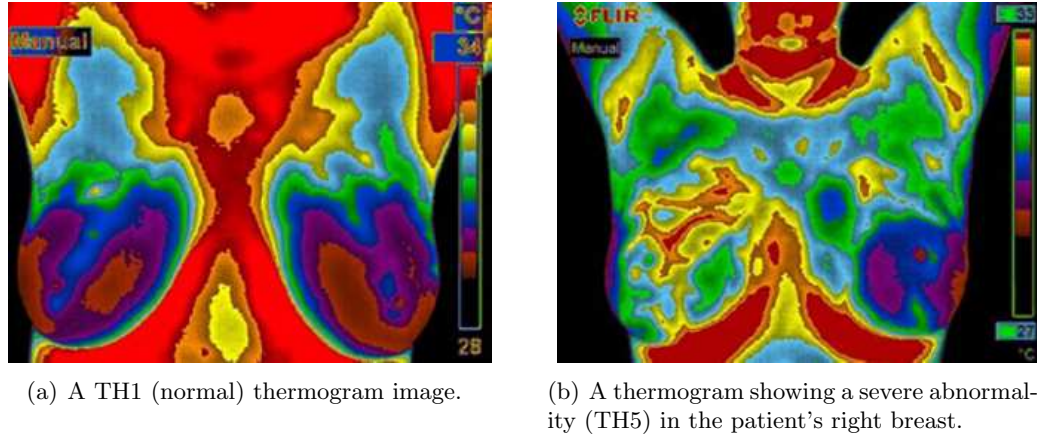 °C
Manual
34
28
FLIR
33
Manual
27
°C
(a) A TH1 (normal) thermogram image.
(b) A thermogram showing a severe abnormal-
ity (TH5) in the patient's right breast.